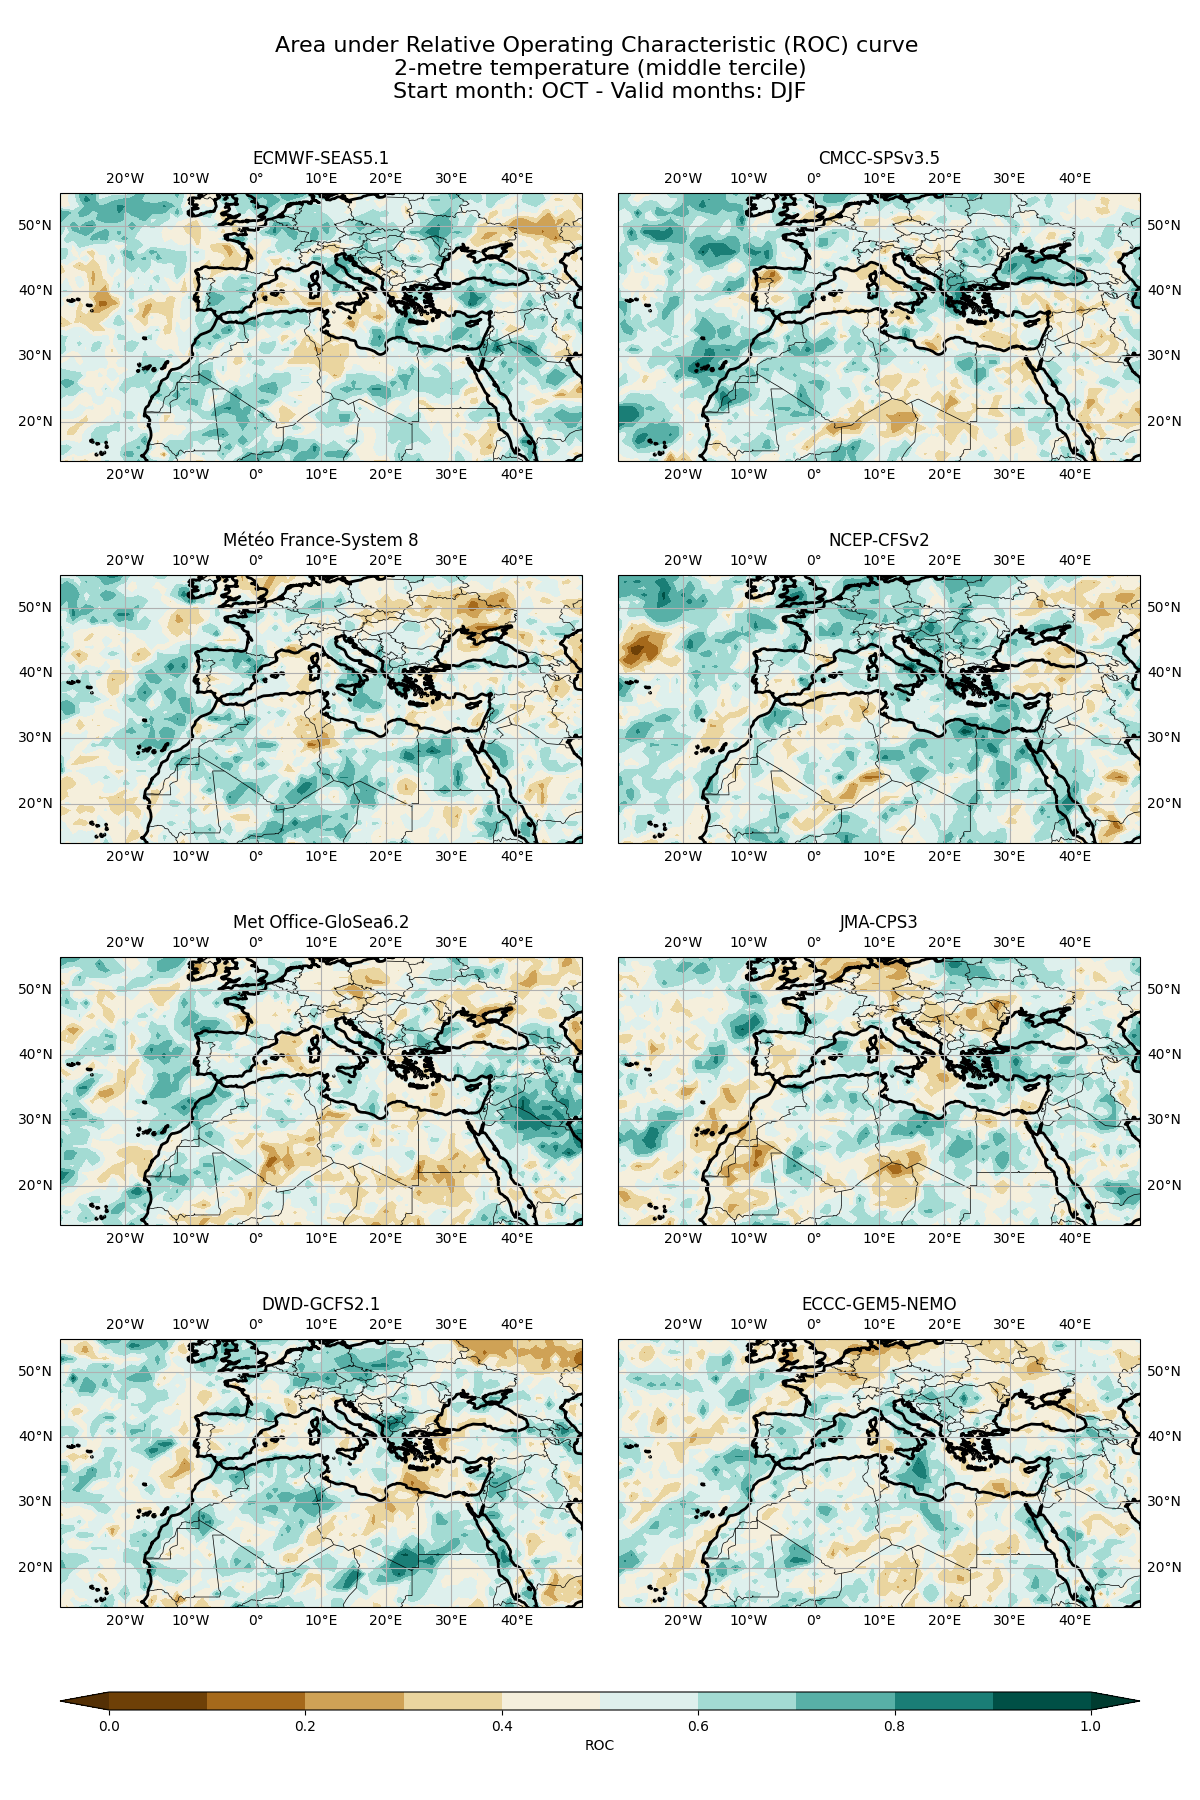 Area under Relative Operating Characteristic (ROC) curve
2-metre temperature (middle tercile)
Start month: OCT - Valid months: DJF
ECMWF-SEAS5.1
20°W 10°W 0° 10°E 20°E 30°E 40°E
50°N
40°N
30°N
20°N
20°W 10°W 0° 10°E 20°E 30°E 40°E
CMCC-SPSv3.5
20°W 10°W 0° 10°E 20°E 30°E 40°E
50°N
40°N
30°N
20°N
20°W 10°W 0° 10°E 20°E 30°E 40°E
Météo France-System 8
20°W 10°W 0° 10°E 20°E 30°E 40°E
50°N
40°N
30°N
20°N
20°W 10°W 0° 10°E 20°E 30°E 40°E
NCEP-CFSv2
20°W 10°W 0° 10°E 20°E 30°E 40°E
50°N
40°N
30°N
20°N
20°W 10°W 0° 10°E 20°E 30°E 40°E
Met Office-GloSea6.2
20°W 10°W 0° 10°E 20°E 30°E 40°E
50°N
40°N
30°N
20°N
20°W 10°W 0° 10°E 20°E 30°E 40°E
JMA-CPS3
20°W 10°W 0° 10°E 20°E 30°E 40°E
50°N
40°N
30°N
20°N
20°W 10°W 0° 10°E 20°E 30°E 40°E
DWD-GCFS2.1
20°W 10°W 0° 10°E 20°E 30°E 40°E
50°N
40°N
30°N
20°N
20°W 10°W 0° 10°E 20°E 30°E 40°E
ECCC-GEM5-NEMO
20°W 10°W 0° 10°E 20°E 30°E 40°E
50°N
40°N
30°N
20°N
20°W 10°W 0° 10°E 20°E 30°E 40°E
0.0 0.2 0.4 0.6 0.8 1.0
ROC